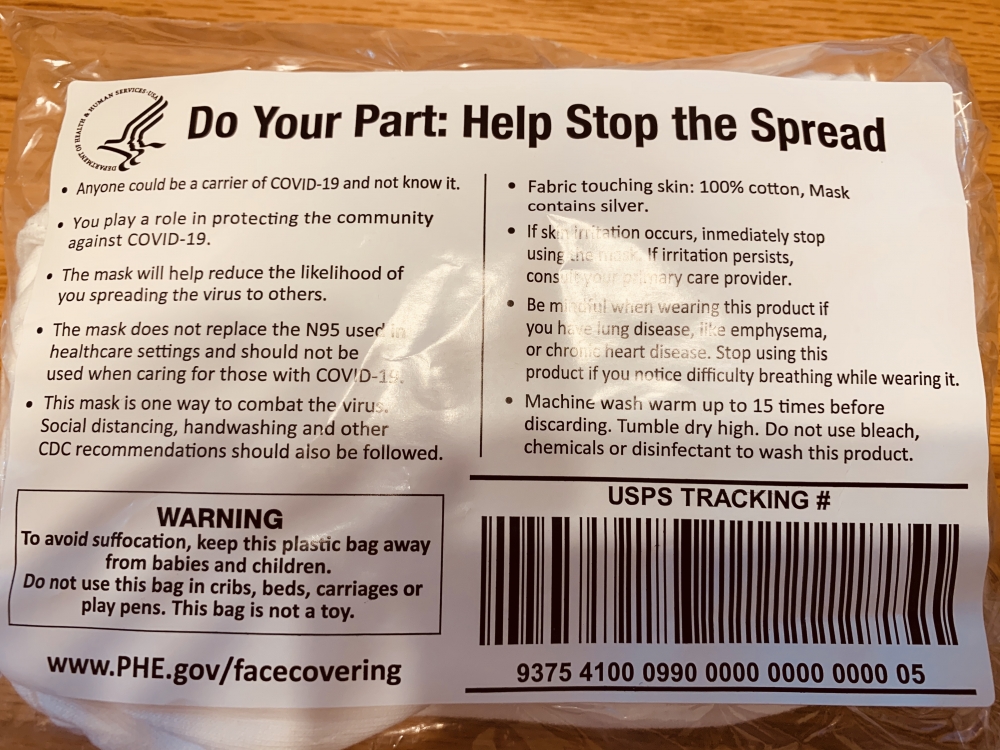 DEPARTMENT OF HEALTH & HUMAN SERVICES·USA
Do Your Part: Help Stop the Spread
• Anyone could be a carrier of COVID-19 and not know it.
• You play a role in protecting the community
against COVID-19.
• The mask will help reduce the likelihood of
you spreading the virus to others.
• The mask does not replace the N95 used in
healthcare settings and should not be
used when caring for those with COVID-19.
• This mask is one way to combat the virus.
Social distancing, handwashing and other
CDC recommendations should also be followed.
• Fabric touching skin: 100% cotton, Mask
contains silver.
• If skin irritation occurs, inmediately stop
using the mask. If irritation persists,
consult your primary care provider.
• Be mindful when wearing this product if
you have lung disease, like emphysema,
or chronic heart disease. Stop using this
product if you notice difficulty breathing while wearing it.
• Machine wash warm up to 15 times before
discarding. Tumble dry high. Do not use bleach,
chemicals or disinfectant to wash this product.
WARNING
To avoid suffocation, keep this plastic bag away
from babies and children.
Do not use this bag in cribs, beds, carriages or
play pens. This bag is not a toy.
www.PHE.gov/facecovering
USPS TRACKING #
9375 4100 0990 0000 0000 0000 05